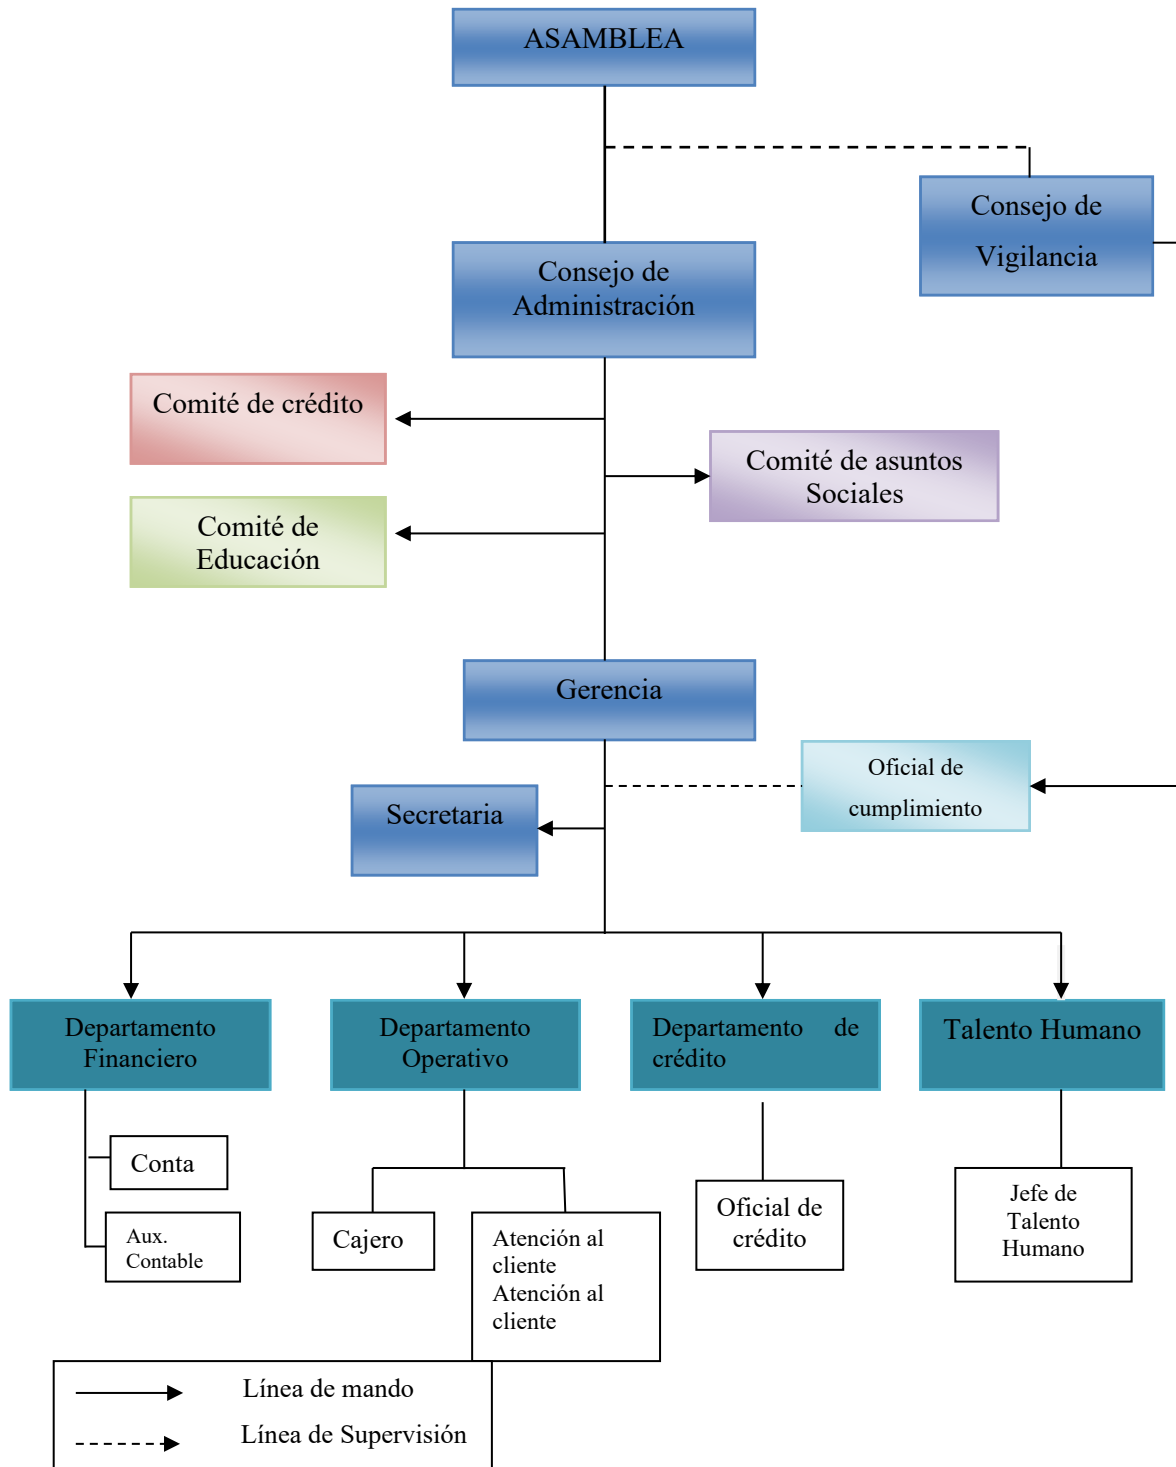 ASAMBLEA
Consejo de
Vigilancia
Consejo de
Administración
Comité de crédito
Comité de asuntos
Sociales
Comité de
Educación
Gerencia
Oficial de
cumplimiento
Secretaria
Departamento
Financiero
Departamento
Operativo
Departamento de
crédito
Talento Humano
Conta
Aux.
Contable
Cajero
Atención al
cliente
Atención al
cliente
Oficial de
crédito
Jefe de
Talento
Humano
Línea de mando
Línea de Supervisión